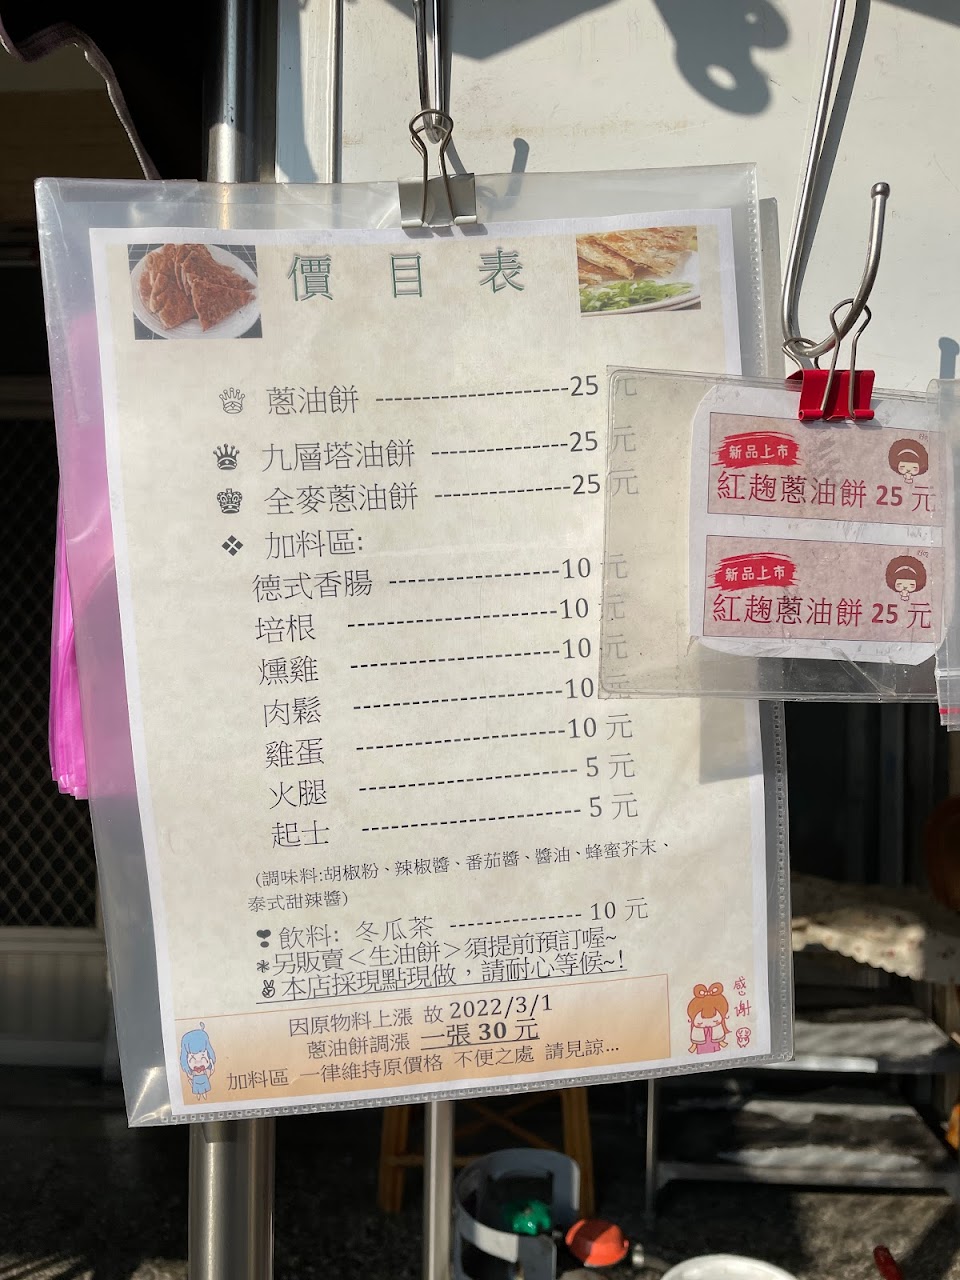 價目表
蔥油餅 --------------------25 元
九層塔油餅 --------------25 元
全麥蔥油餅 --------------25 元
加料區:
德式香腸 -----------------10 元
培根 ---------------------10 元
燻雞 ---------------------10 元
肉鬆 ---------------------10 元
雞蛋 ---------------------10 元
火腿 ---------------------- 5 元
起士 ---------------------- 5 元
(調味料:胡椒粉、辣椒醬、番茄醬、醬油、蜂蜜芥末、
泰式甜辣醬)
飲料: 冬瓜茶 ------------- 10 元
另販賣<生油餅>須提前預訂喔~
本店採現點現做,請耐心等候~!
因原物料上漲 故 2022/3/1
蔥油餅調漲 一張 30 元
加料區 一律維持原價格 不便之處 請見諒...
感謝
新品上市
紅麴蔥油餅 25 元
新品上市
紅麴蔥油餅 25 元